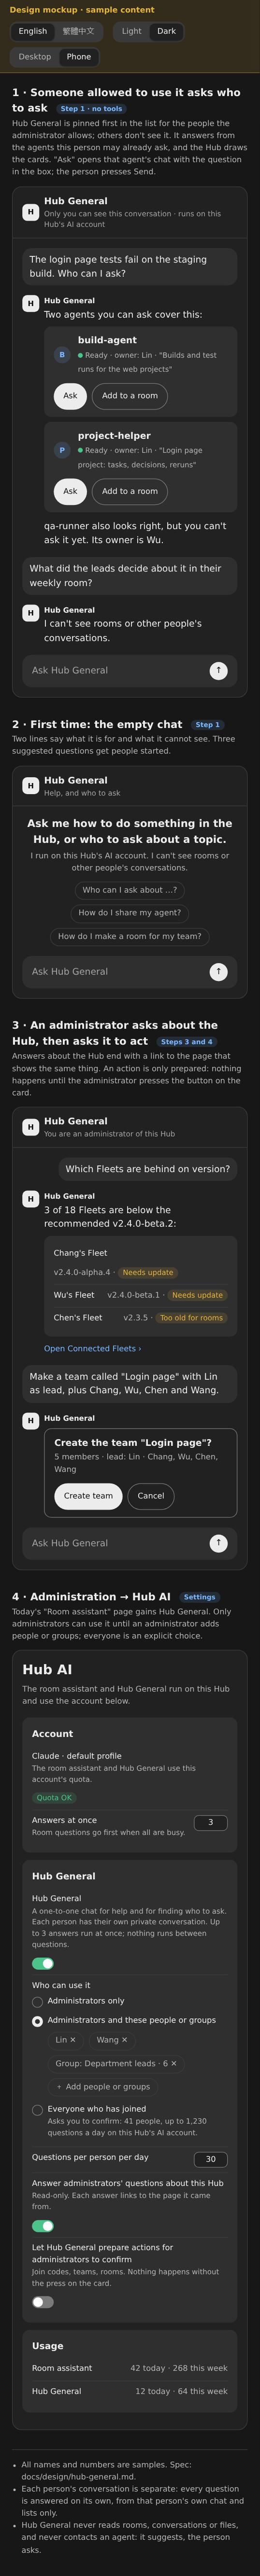 Design mockup · sample content
English 繁體中文 Light Dark
Desktop Phone
1 · Someone allowed to use it asks who
to ask Step 1 · no tools
Hub General is pinned first in the list for the people the
administrator allows; others don't see it. It answers from
the agents this person may already ask, and the Hub draws
the cards. "Ask" opens that agent's chat with the question
in the box; the person presses Send.
H
Hub General
Only you can see this conversation · runs on this
Hub's AI account
The login page tests fail on the staging
build. Who can I ask?
H
Hub General
Two agents you can ask cover this:
B
build-agent
Ready · owner: Lin · "Builds and test
runs for the web projects"
Ask Add to a room
P
project-helper
Ready · owner: Lin · "Login page
project: tasks, decisions, reruns"
Ask Add to a room
qa-runner also looks right, but you can't
ask it yet. Its owner is Wu.
What did the leads decide about it in their
weekly room?
H
Hub General
I can't see rooms or other people's
conversations.
Ask Hub General ↑
2 · First time: the empty chat Step 1
Two lines say what it is for and what it cannot see. Three
suggested questions get people started.
H
Hub General
Help, and who to ask
Ask me how to do something in the
Hub, or who to ask about a topic.
I run on this Hub's AI account. I can't see rooms or
other people's conversations.
Who can I ask about ...?
How do I share my agent?
How do I make a room for my team?
Ask Hub General ↑
3 · An administrator asks about the
Hub, then asks it to act Steps 3 and 4
Answers about the Hub end with a link to the page that
shows the same thing. An action is only prepared: nothing
happens until the administrator presses the button on the
card.
H
Hub General
You are an administrator of this Hub
Which Fleets are behind on version?
H
Hub General
3 of 18 Fleets are below the
recommended v2.4.0-beta.2:
Chang's Fleet
v2.4.0-alpha.4 · Needs update
Wu's Fleet v2.4.0-beta.1 · Needs update
Chen's Fleet v2.3.5 · Too old for rooms
Open Connected Fleets ›
Make a team called "Login page" with Lin
as lead, plus Chang, Wu, Chen and Wang.
H
Hub General
Create the team "Login page"?
5 members · lead: Lin · Chang, Wu, Chen,
Wang
Create team Cancel
Ask Hub General ↑
4 · Administration → Hub AI Settings
Today's "Room assistant" page gains Hub General. Only
administrators can use it until an administrator adds
people or groups; everyone is an explicit choice.
Hub AI
The room assistant and Hub General run on this Hub
and use the account below.
Account
Claude · default profile
The room assistant and Hub General use this
account's quota.
Quota OK
Answers at once 3
Room questions go first when all are busy.
Hub General
Hub General
A one-to-one chat for help and for finding who to ask.
Each person has their own private conversation. Up
to 3 answers run at once; nothing runs between
questions.
Who can use it
Administrators only
Administrators and these people or groups
Lin ✕ Wang ✕
Group: Department leads · 6 ✕
+ Add people or groups
Everyone who has joined
Asks you to confirm: 41 people, up to 1,230
questions a day on this Hub's AI account.
Questions per person per day 30
Answer administrators' questions about this Hub
Read-only. Each answer links to the page it came
from.
Let Hub General prepare actions for
administrators to confirm
Join codes, teams, rooms. Nothing happens without
the press on the card.
Usage
Room assistant 42 today · 268 this week
Hub General 12 today · 64 this week
• All names and numbers are samples. Spec:
docs/design/hub-general.md.
• Each person's conversation is separate: every question
is answered on its own, from that person's own chat and
lists only.
• Hub General never reads rooms, conversations or files,
and never contacts an agent: it suggests, the person
asks.